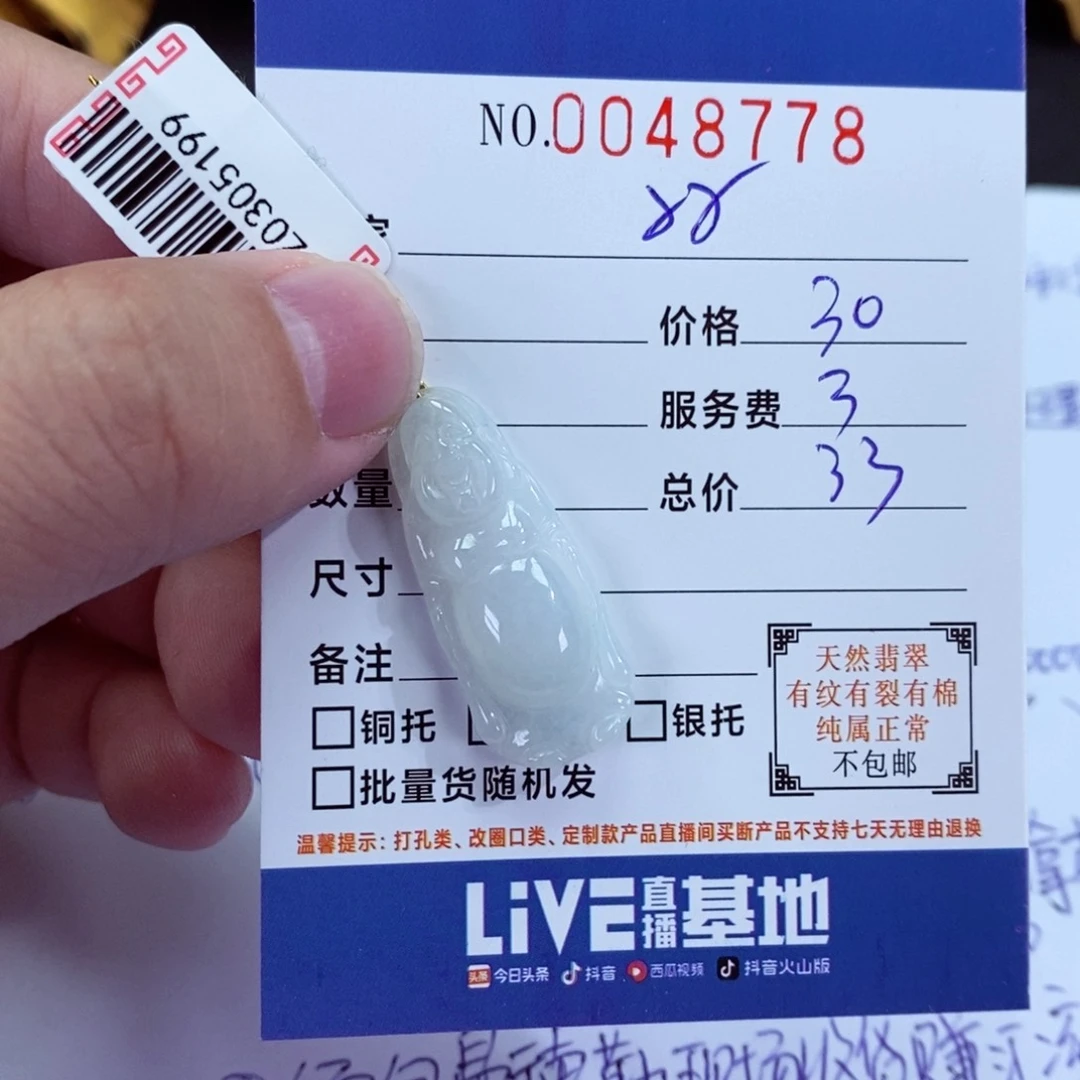 20305199
NO.0048778
价格 30
服务费 3
数量
总价 33
尺寸
备注
天然翡翠
有纹有裂有棉
纯属正常
不包邮
铜托
银托
批量货随机发
温馨提示：打孔类、改圈口类、定制款产品直播间买断产品不支持七天无理由退换
LiVE直播基地
头条 今日头条 抖音 西瓜视频 抖音火山版